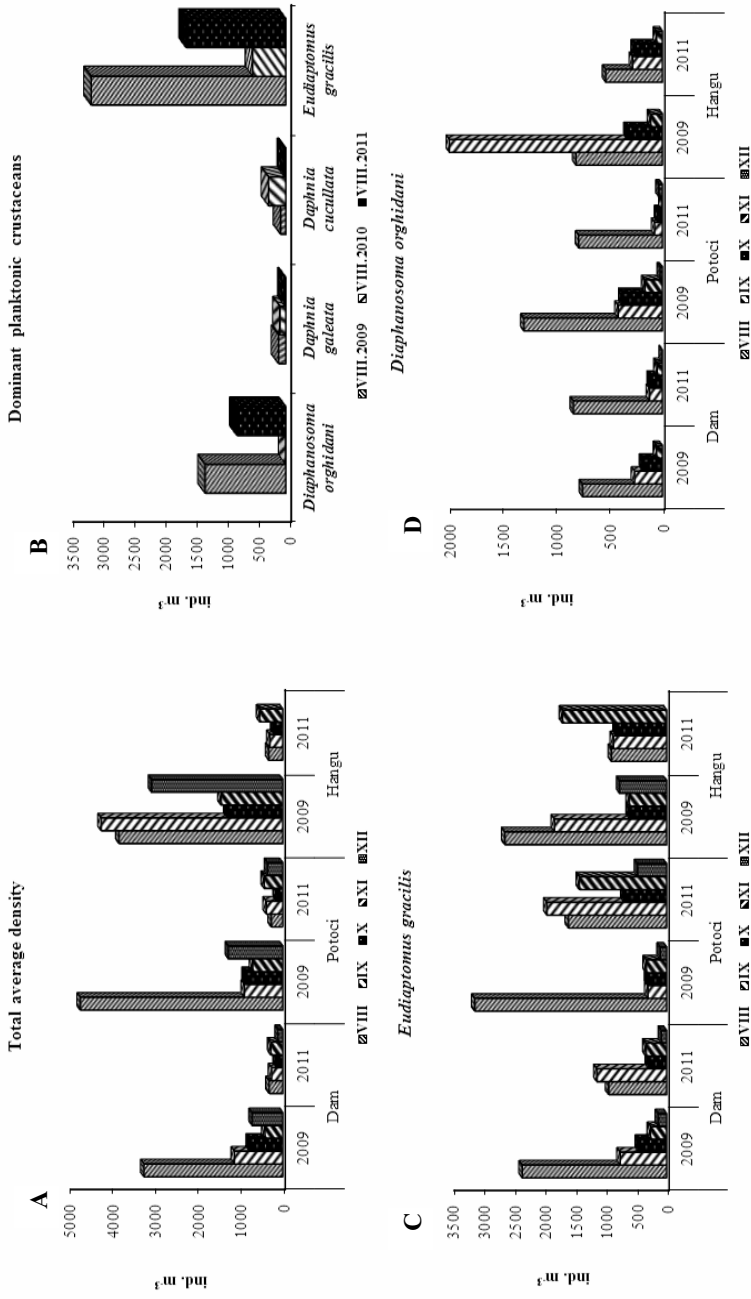 A
Total average density
ind. m-3
5000
4000
3000
2000
1000
0
2009 2011 2009 2011 2009 2011
Dam Potoci Hangu
VIII IX X XI XII
B
Dominant planktonic crustaceans
ind. m-3
3500
3000
2500
2000
1500
1000
500
0
Diaphanosoma orghidani
Daphnia galeata
Daphnia cucullata
Eudiaptomus gracilis
VIII.2009 VIII.2010 VIII.2011
C
Eudiaptomus gracilis
ind. m-3
3500
3000
2500
2000
1500
1000
500
0
2009 2011 2009 2011 2009 2011
Dam Potoci Hangu
VIII IX X XI XII
D
Diaphanosoma orghidani
ind. m-3
2000
1500
1000
500
0
2009 2011 2009 2011 2009 2011
Dam Potoci Hangu
VIII IX X XI XII